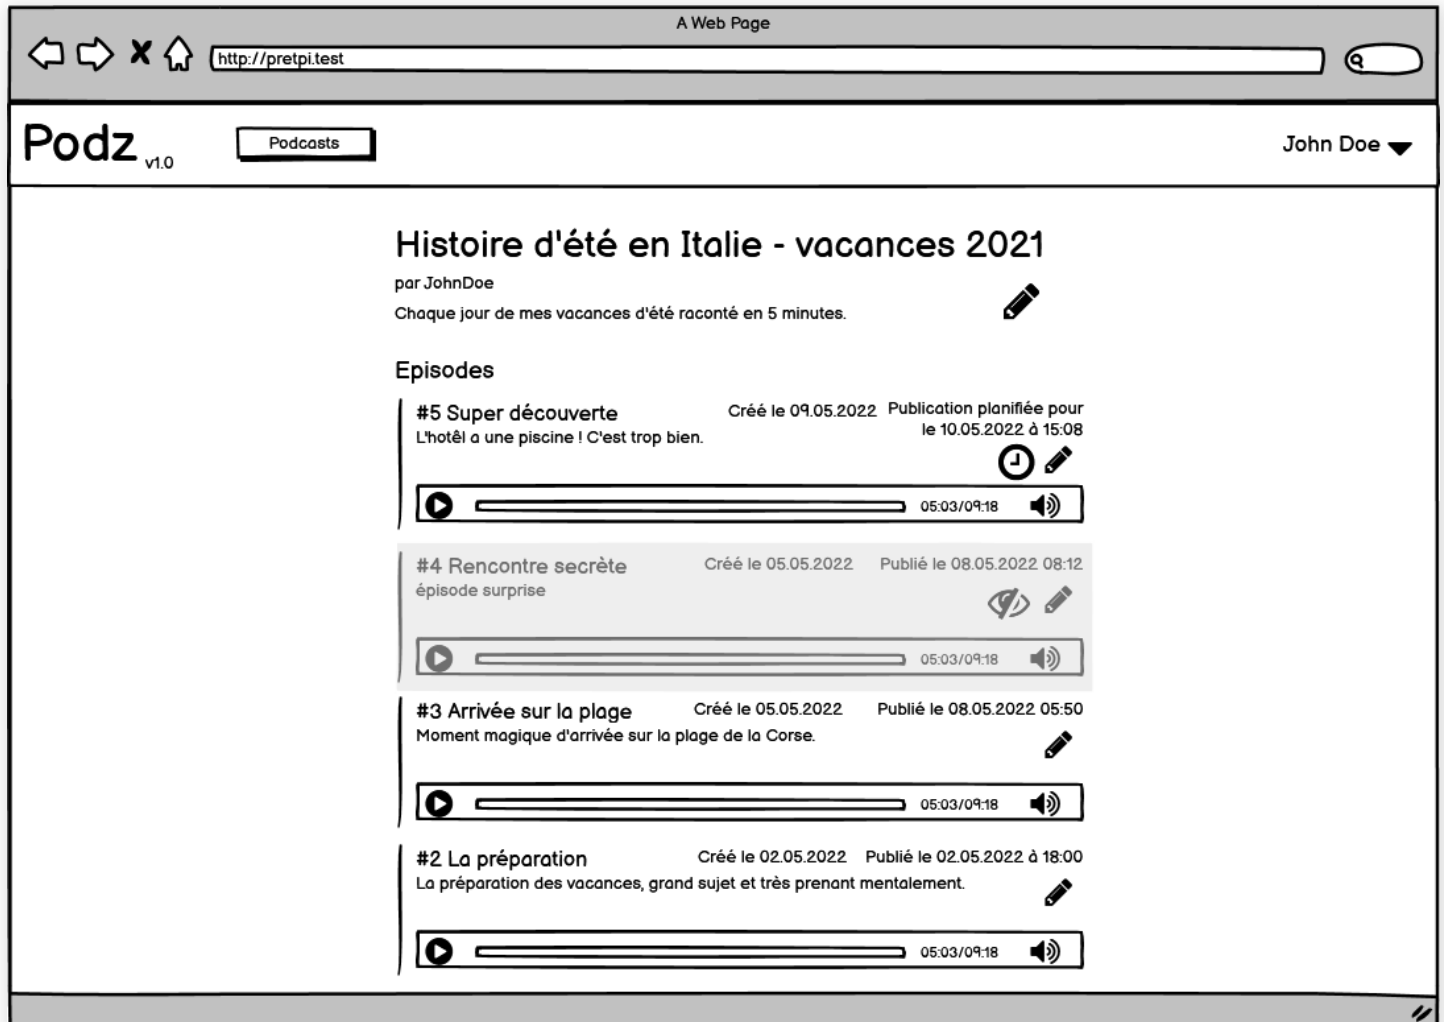 A Web Page
http://pretpi.test
Podz v1.0
Podcasts
John Doe
Histoire d'été en Italie - vacances 2021
par JohnDoe
Chaque jour de mes vacances d'été raconté en 5 minutes.
Episodes
#5 Super découverte
Créé le 09.05.2022
Publication planifiée pour
le 10.05.2022 à 15:08
L'hotêl a une piscine ! C'est trop bien.
05:03/09:18
#4 Rencontre secrète
Créé le 05.05.2022
Publié le 08.05.2022 08:12
épisode surprise
05:03/09:18
#3 Arrivée sur la plage
Créé le 05.05.2022
Publié le 08.05.2022 05:50
Moment magique d'arrivée sur la plage de la Corse.
05:03/09:18
#2 La préparation
Créé le 02.05.2022
Publié le 02.05.2022 à 18:00
La préparation des vacances, grand sujet et très prenant mentalement.
05:03/09:18